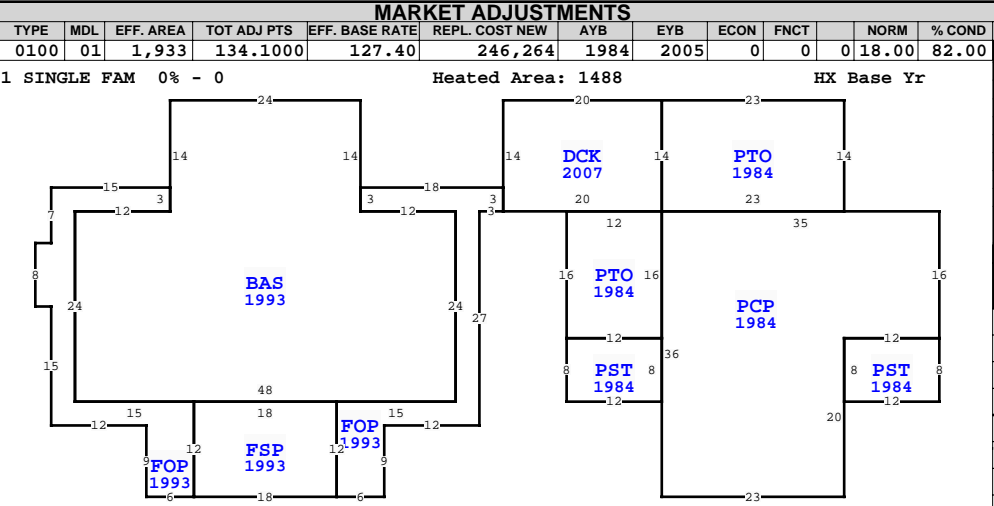 MARKET ADJUSTMENTS
TYPE MDL EFF. AREA TOT ADJ PTS EFF. BASE RATE REPL. COST NEW AYB EYB ECON FNCT NORM % COND
0100 01 1,933 134.1000 127.40 246,264 1984 2005 0 0 0 18.00 82.00
1 SINGLE FAM 0% - 0 Heated Area: 1488 HX Base Yr
24 20 23
14 14 14 DCK 14 PTO 14
2007 1984
15 18
3 3 3 20 23
7 12 12 3
12 35
8 BAS 16 PTO 16 16
1993 1984
PCP
1984
24 24
27
12 12
36
15 8 PST 8 8 PST 8
1984 1984
48 12 12
15 18 15
20
12 FOP 12
1993
12 FSP 12
1993
9 FOP 9
1993
6 18 6 23